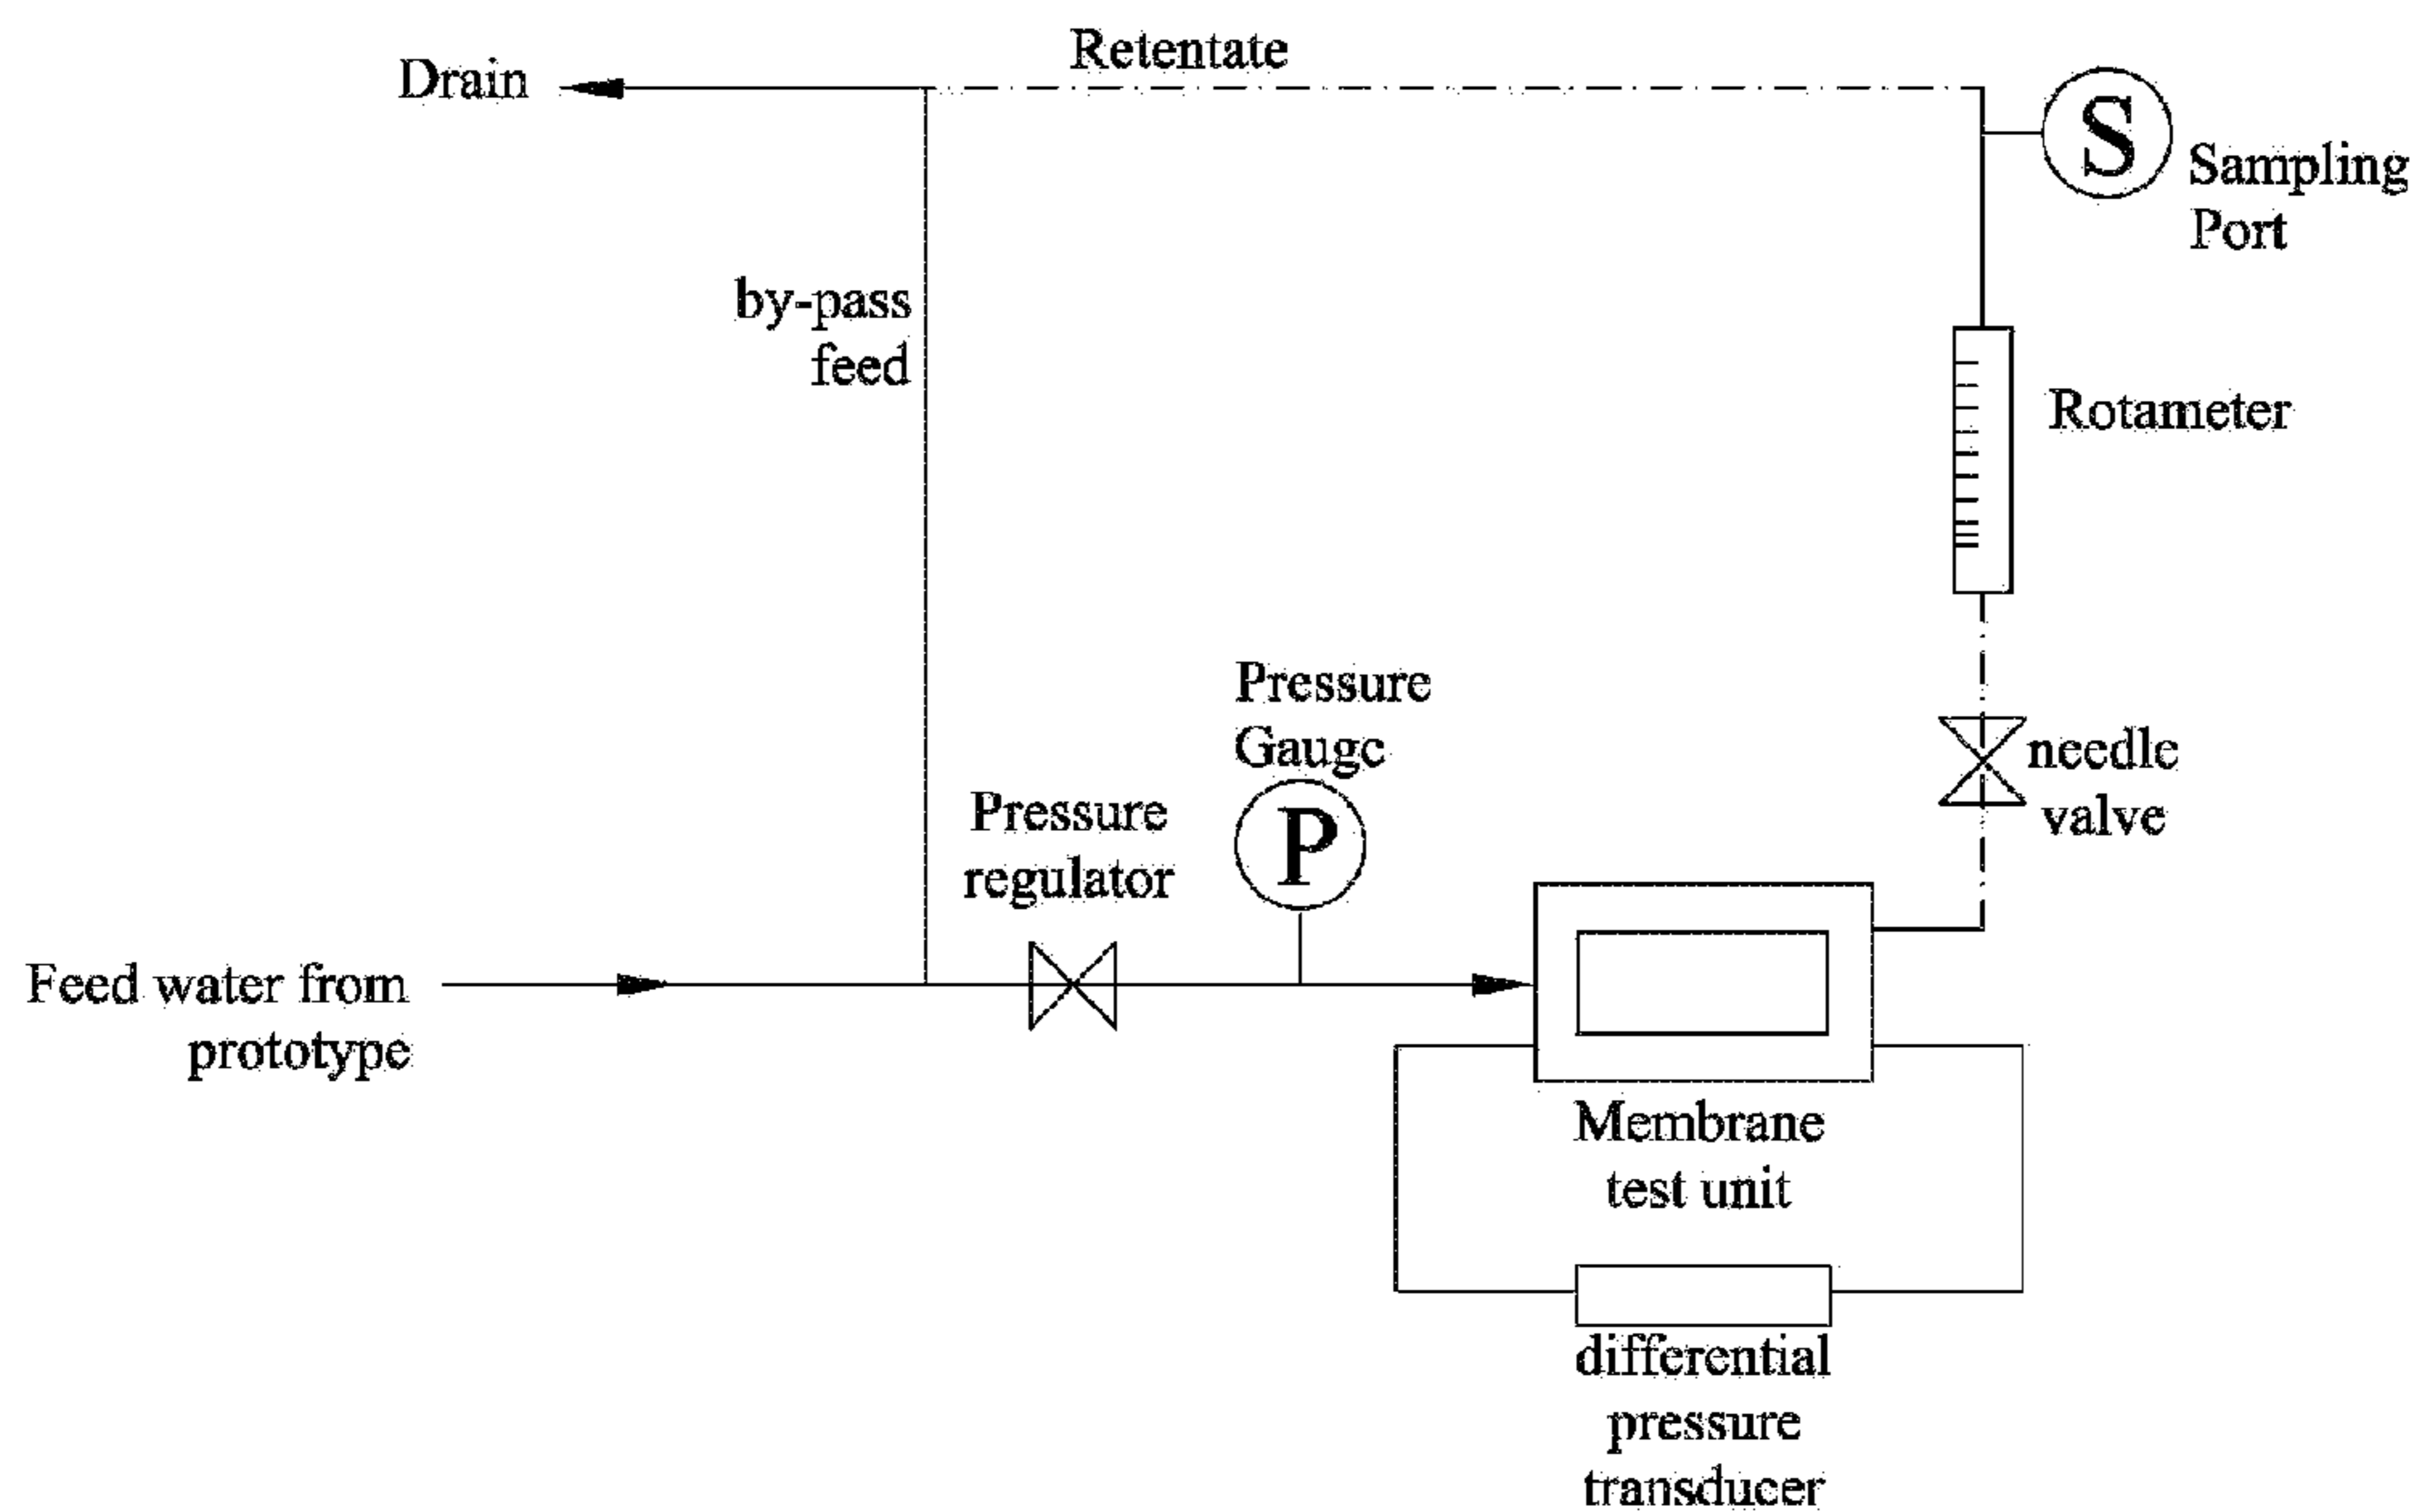 Retentate
Drain
S
Sampling
Port
by-pass
feed
Rotameter
Pressure
Gauge
needle
valve
Pressure
regulator
P
Feed water from
prototype
Membrane
test unit
differential
pressure
transducer